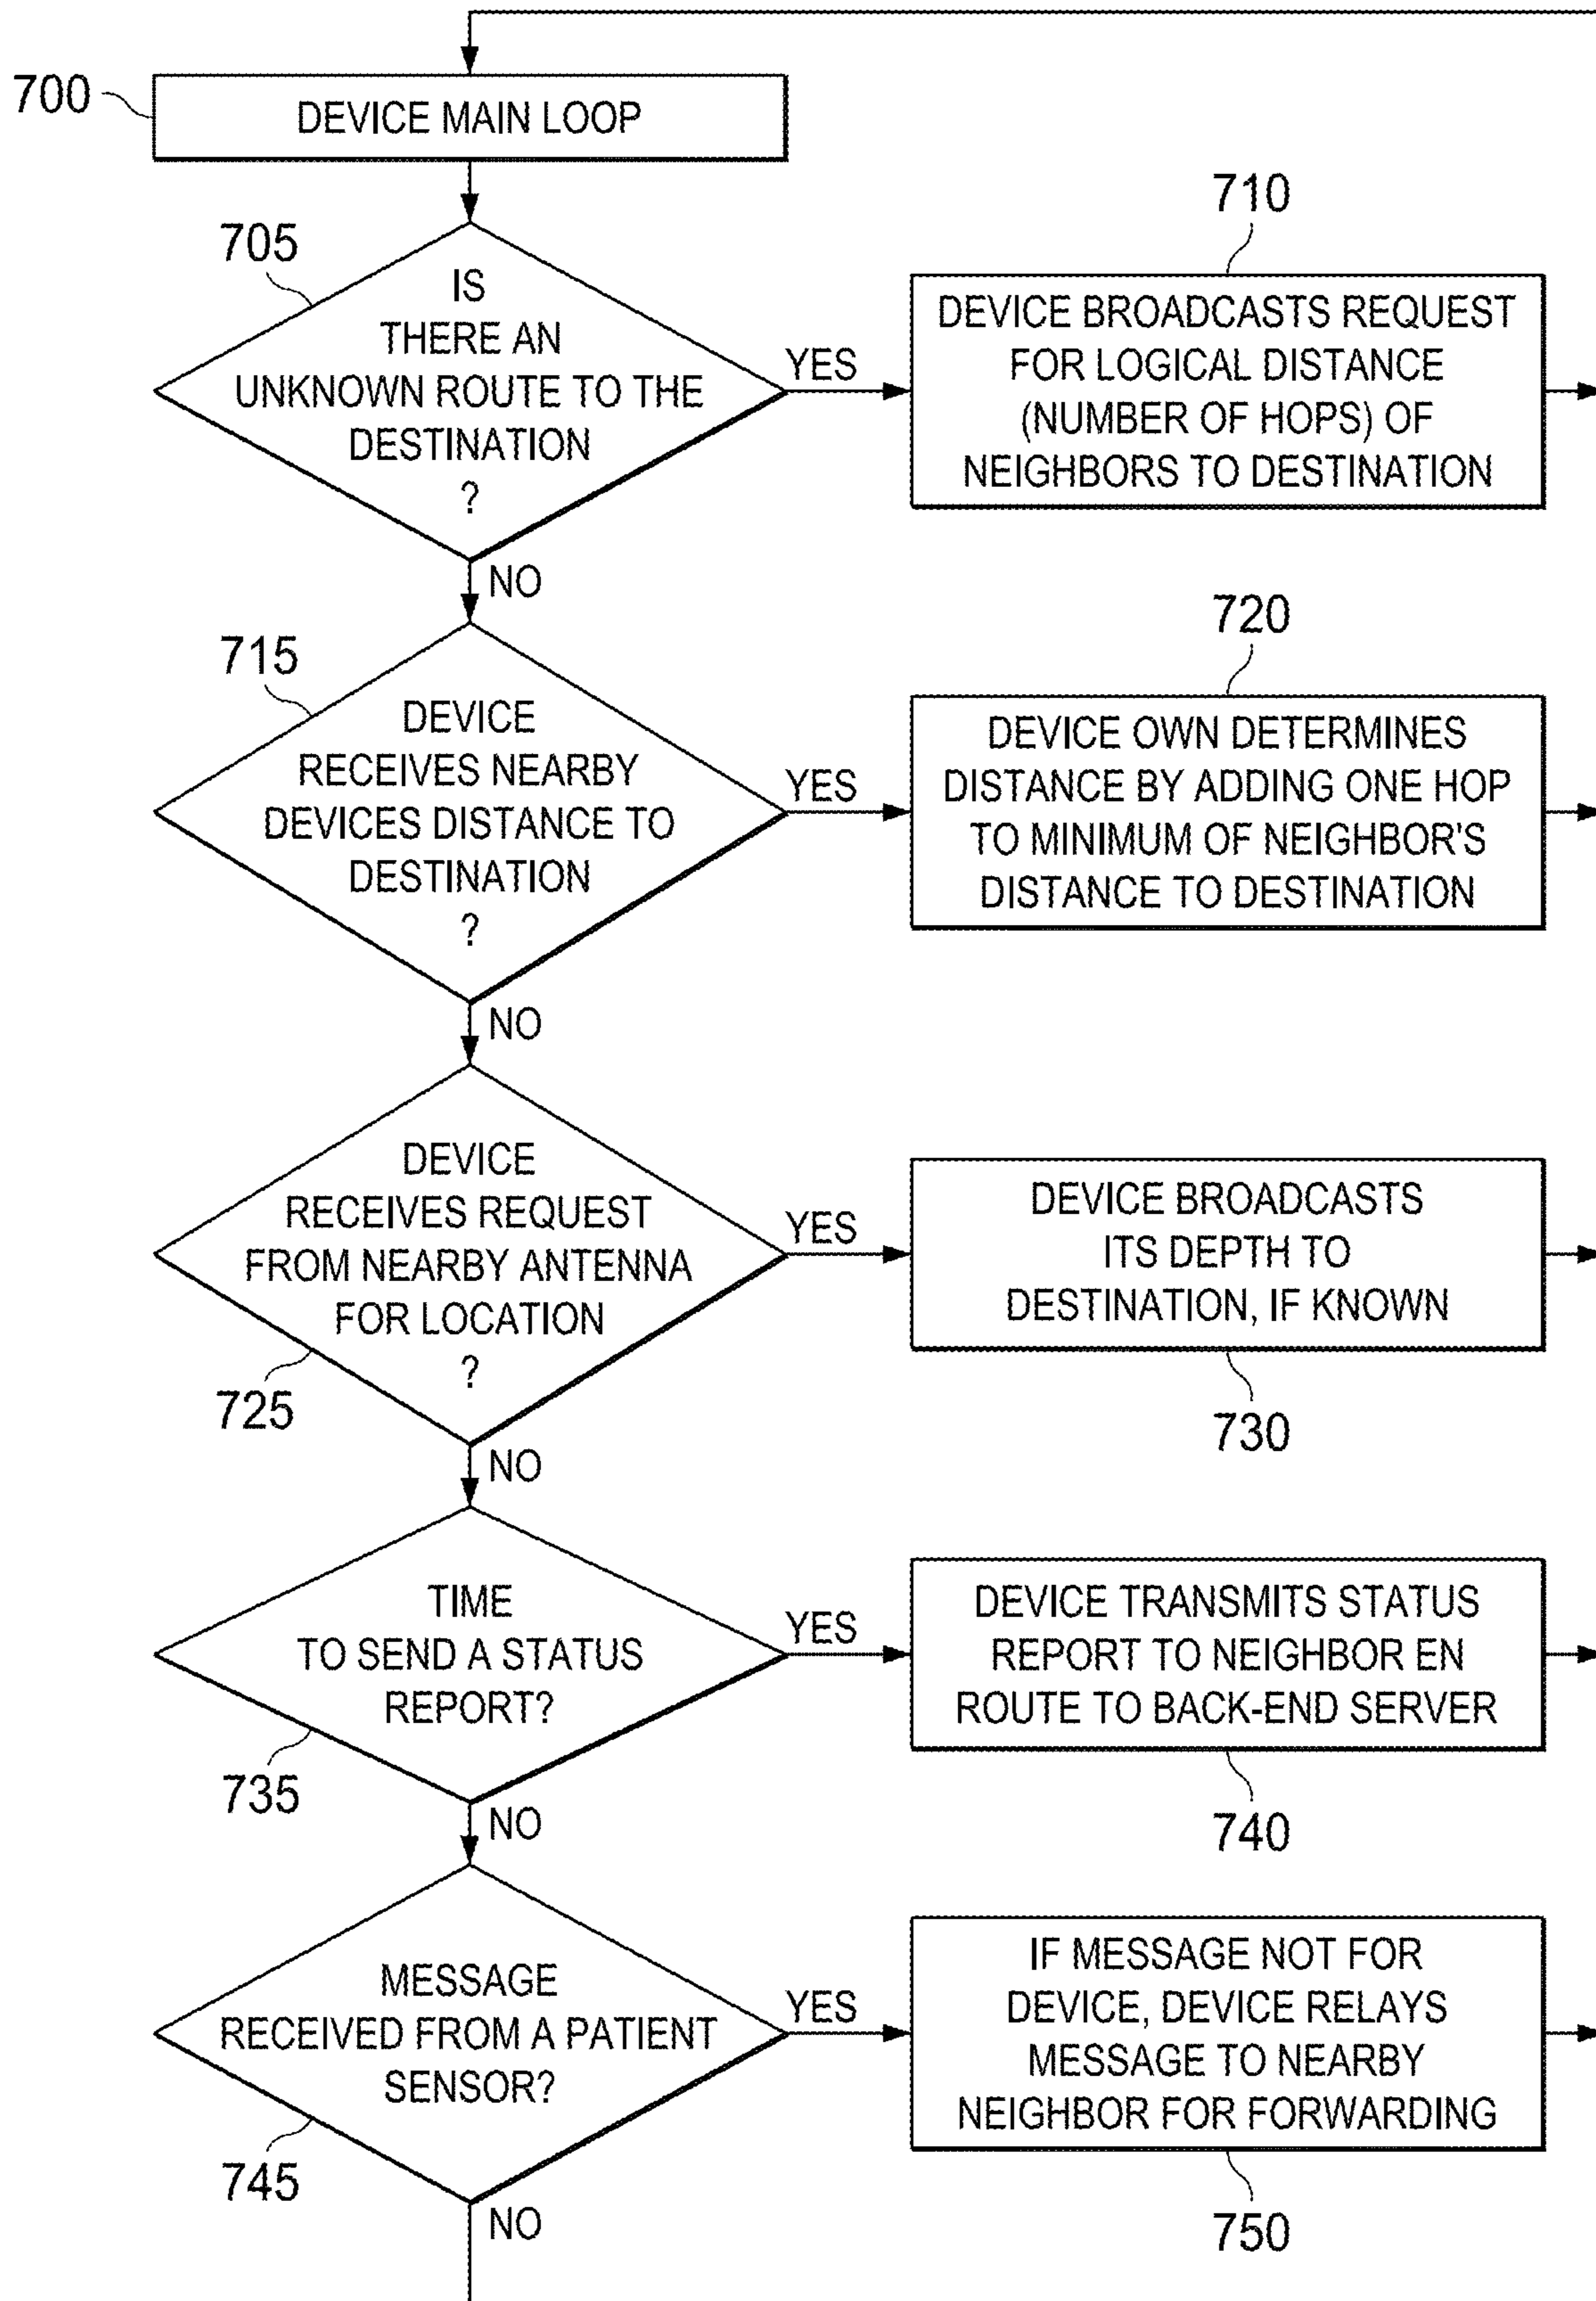 700
DEVICE MAIN LOOP
705
IS
THERE AN
UNKNOWN ROUTE TO THE
DESTINATION
?
YES
710
DEVICE BROADCASTS REQUEST
FOR LOGICAL DISTANCE
(NUMBER OF HOPS) OF
NEIGHBORS TO DESTINATION
NO
715
DEVICE
RECEIVES NEARBY
DEVICES DISTANCE TO
DESTINATION
?
YES
720
DEVICE OWN DETERMINES
DISTANCE BY ADDING ONE HOP
TO MINIMUM OF NEIGHBOR'S
DISTANCE TO DESTINATION
NO
DEVICE
RECEIVES REQUEST
FROM NEARBY ANTENNA
FOR LOCATION
?
725
YES
DEVICE BROADCASTS
ITS DEPTH TO
DESTINATION, IF KNOWN
730
NO
TIME
TO SEND A STATUS
REPORT?
735
YES
DEVICE TRANSMITS STATUS
REPORT TO NEIGHBOR EN
ROUTE TO BACK-END SERVER
740
NO
MESSAGE
RECEIVED FROM A PATIENT
SENSOR?
745
YES
IF MESSAGE NOT FOR
DEVICE, DEVICE RELAYS
MESSAGE TO NEARBY
NEIGHBOR FOR FORWARDING
750
NO